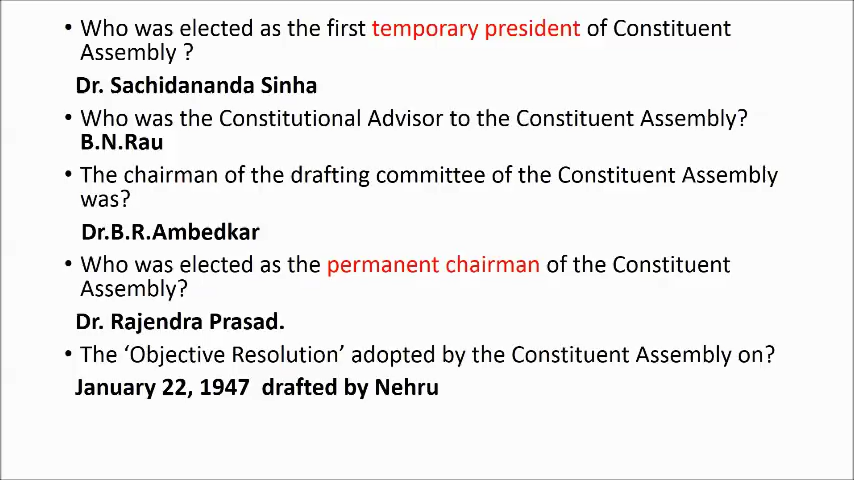 • Who was elected as the first temporary president of Constituent
Assembly ?
Dr. Sachidananda Sinha
• Who was the Constitutional Advisor to the Constituent Assembly?
B.N.Rau
• The chairman of the drafting committee of the Constituent Assembly
was?
Dr.B.R.Ambedkar
• Who was elected as the permanent chairman of the Constituent
Assembly?
Dr. Rajendra Prasad.
• The ‘Objective Resolution’ adopted by the Constituent Assembly on?
January 22, 1947  drafted by Nehru